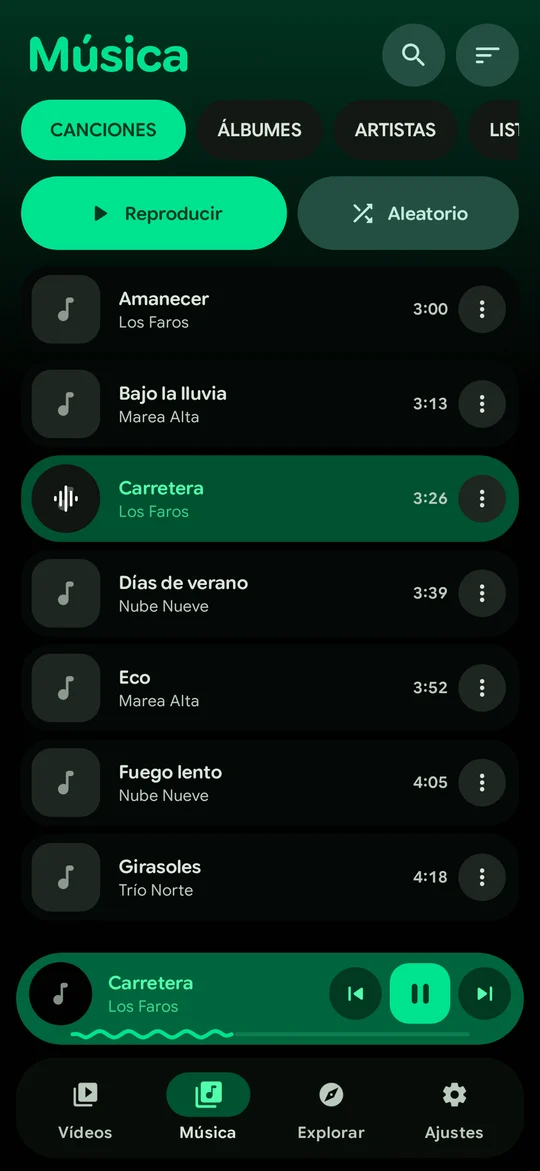 Música
CANCIONES ÁLBUMES ARTISTAS LIST
Reproducir Aleatorio
Amanecer
Los Faros
3:00
Bajo la lluvia
Marea Alta
3:13
Carretera
Los Faros
3:26
Días de verano
Nube Nueve
3:39
Eco
Marea Alta
3:52
Fuego lento
Nube Nueve
4:05
Girasoles
Trío Norte
4:18
Carretera
Los Faros
Vídeos Música Explorar Ajustes